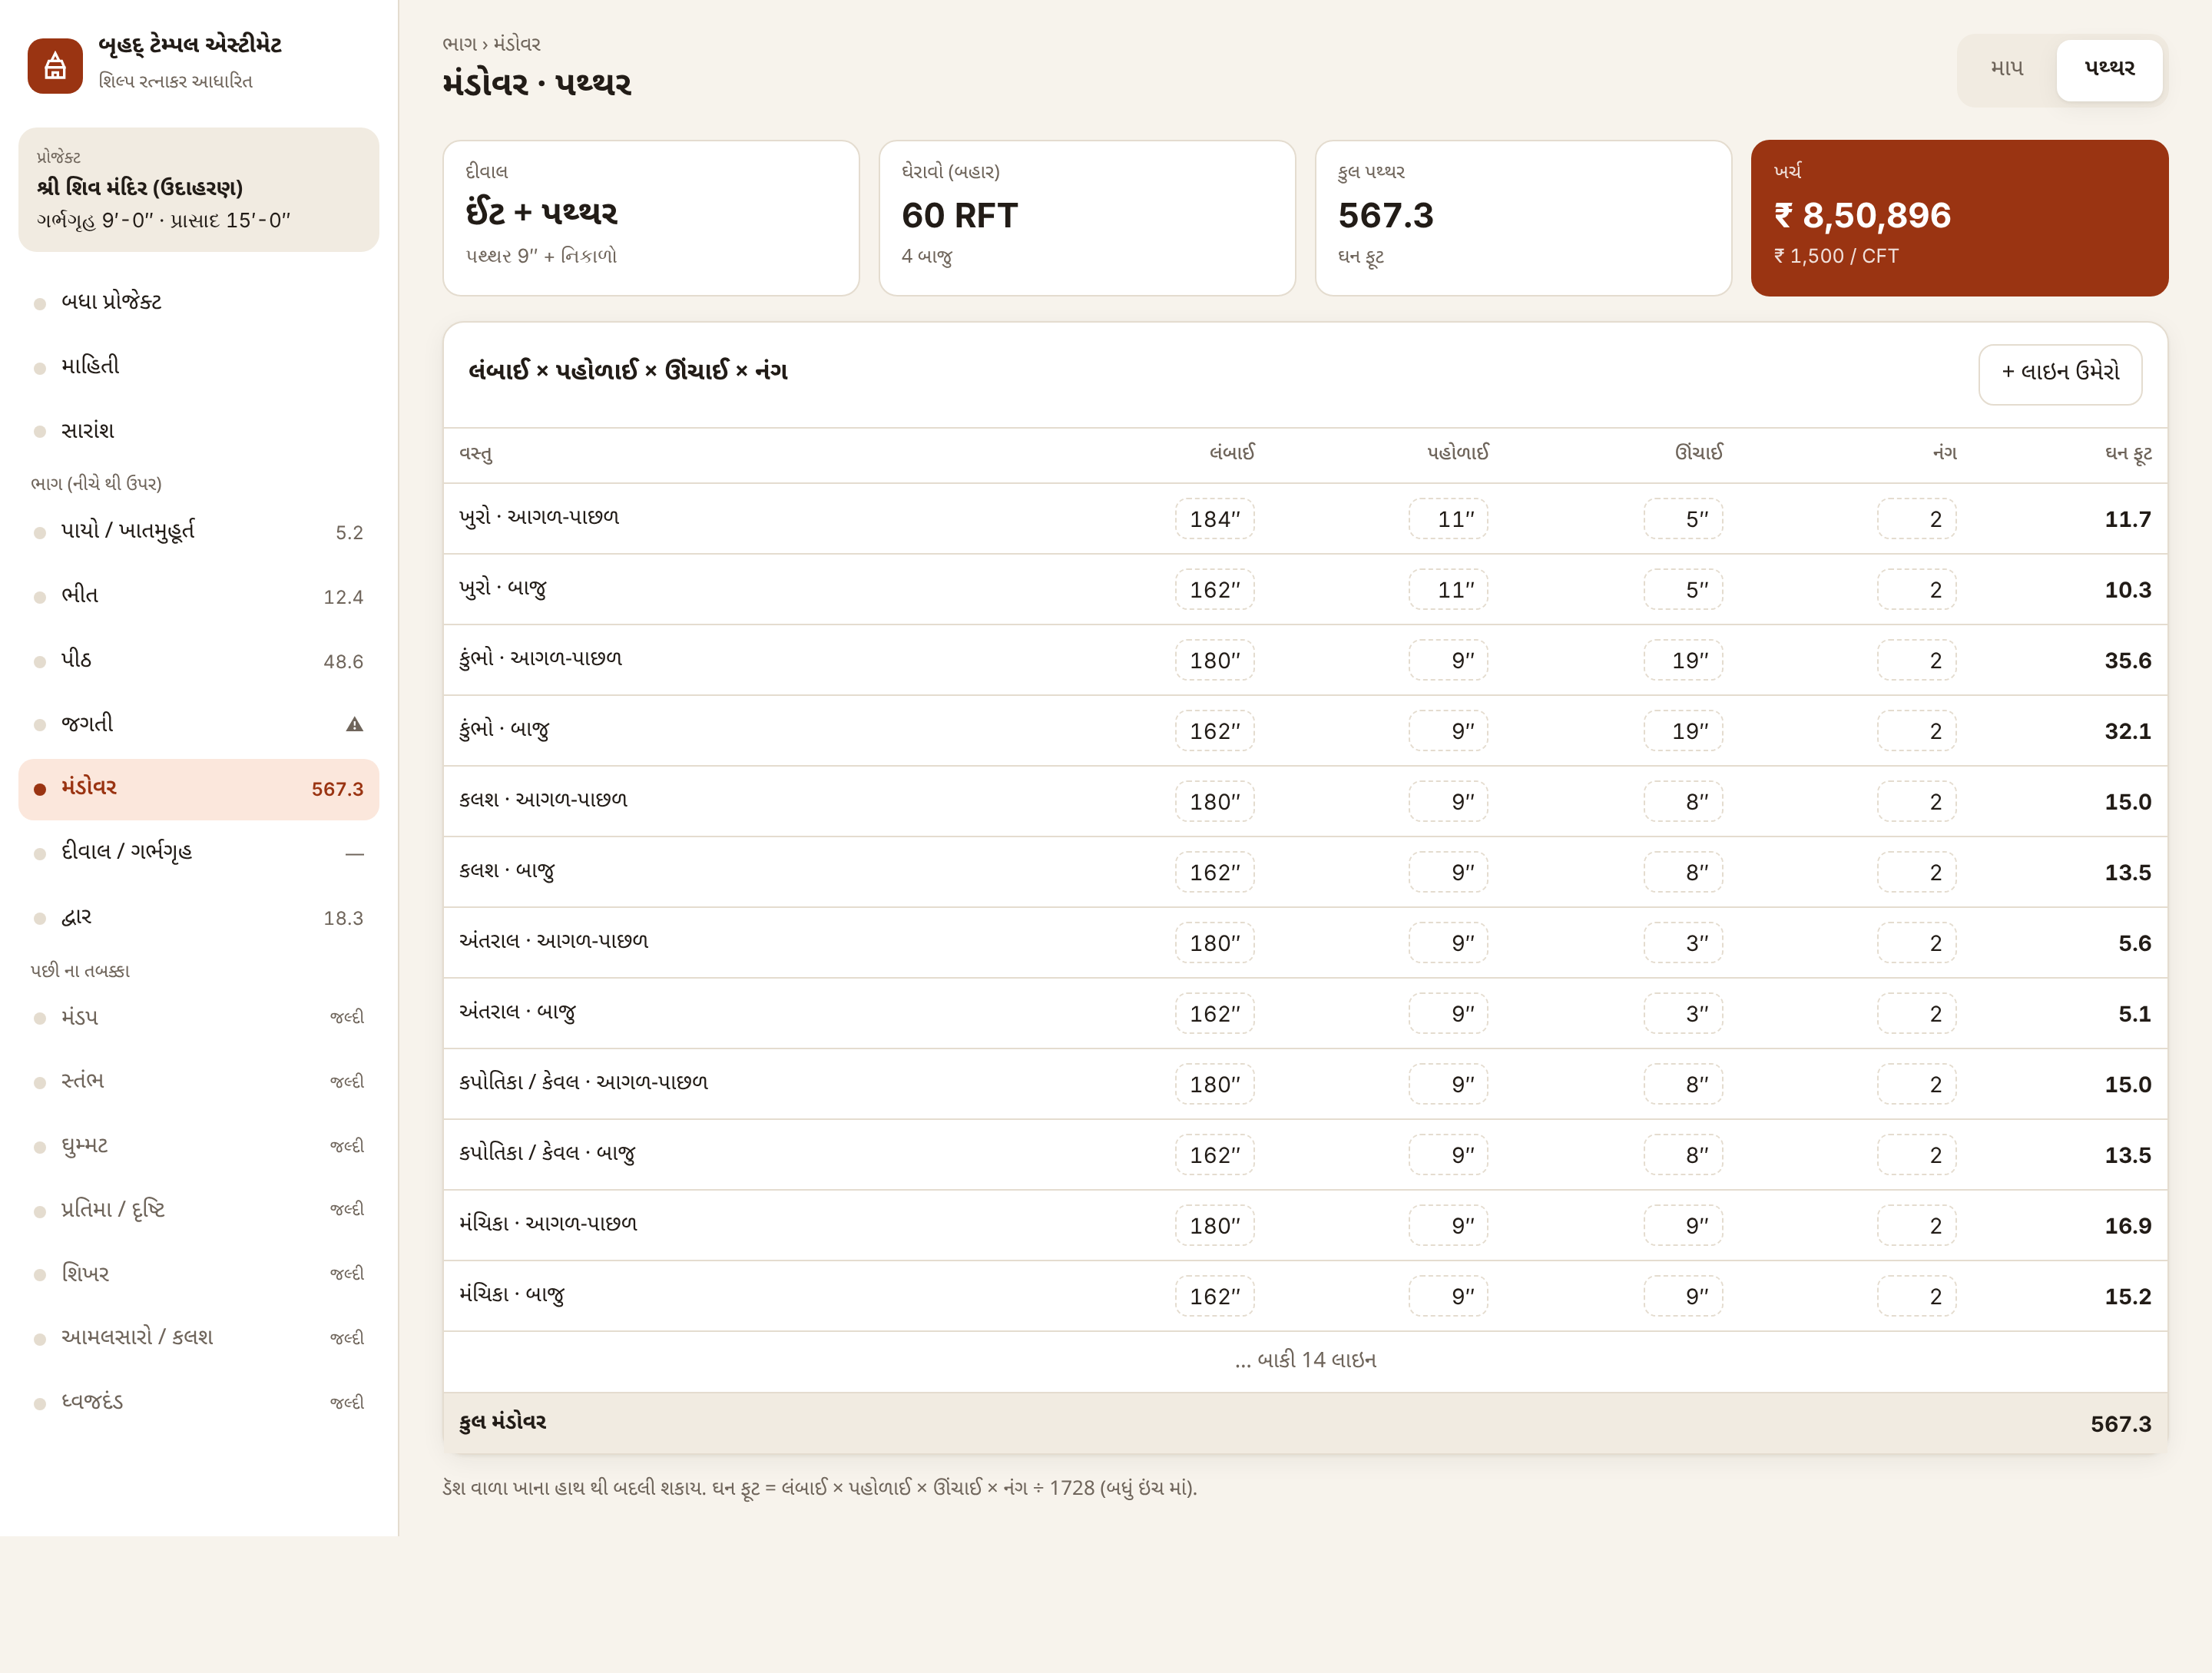 બૃહદ્ ટેમ્પલ એસ્ટીમેટ
શિલ્પ રત્નાકર આધારિત
પ્રોજેક્ટ
શ્રી શિવ મંદિર (ઉદાહરણ)
ગર્ભગૃહ 9′-0″ · પ્રાસાદ 15′-0″
બધા પ્રોજેક્ટ
માહિતી
સારાંશ
ભાગ (નીચે થી ઉપર)
પાયો / ખાતમુહૂર્ત 5.2
ભીત 12.4
પીઠ 48.6
જગતી ⚠
મંડોવર 567.3
દીવાલ / ગર્ભગૃહ —
દ્વાર 18.3
પછી ના તબક્કા
મંડપ જલ્દી
સ્તંભ જલ્દી
ઘુમ્મટ જલ્દી
પ્રતિમા / દૃષ્ટિ જલ્દી
શિખર જલ્દી
આમલસારો / કલશ જલ્દી
ધ્વજદંડ જલ્દી
ભાગ › મંડોવર
મંડોવર · પથ્થર
માપ પથ્થર
દીવાલ
ઈંટ + પથ્થર
પથ્થર 9″ + નિકાળો
ઘેરાવો (બહાર)
60 RFT
4 બાજુ
કુલ પથ્થર
567.3
ઘન ફૂટ
ખર્ચ
₹ 8,50,896
₹ 1,500 / CFT
લંબાઈ × પહોળાઈ × ઊંચાઈ × નંગ
+ લાઇન ઉમેરો
વસ્તુ લંબાઈ પહોળાઈ ઊંચાઈ નંગ ઘન ફૂટ
ખુરો · આગળ-પાછળ 184″ 11″ 5″ 2 11.7
ખુરો · બાજુ 162″ 11″ 5″ 2 10.3
કુંભો · આગળ-પાછળ 180″ 9″ 19″ 2 35.6
કુંભો · બાજુ 162″ 9″ 19″ 2 32.1
કલશ · આગળ-પાછળ 180″ 9″ 8″ 2 15.0
કલશ · બાજુ 162″ 9″ 8″ 2 13.5
અંતરાલ · આગળ-પાછળ 180″ 9″ 3″ 2 5.6
અંતરાલ · બાજુ 162″ 9″ 3″ 2 5.1
કપોતિકા / કેવલ · આગળ-પાછળ 180″ 9″ 8″ 2 15.0
કપોતિકા / કેવલ · બાજુ 162″ 9″ 8″ 2 13.5
મંચિકા · આગળ-પાછળ 180″ 9″ 9″ 2 16.9
મંચિકા · બાજુ 162″ 9″ 9″ 2 15.2
... બાકી 14 લાઇન
કુલ મંડોવર 567.3
ડૅશ વાળા ખાના હાથ થી બદલી શકાય. ઘન ફૂટ = લંબાઈ × પહોળાઈ × ઊંચાઈ × નંગ ÷ 1728 (બધું ઇંચ માં).